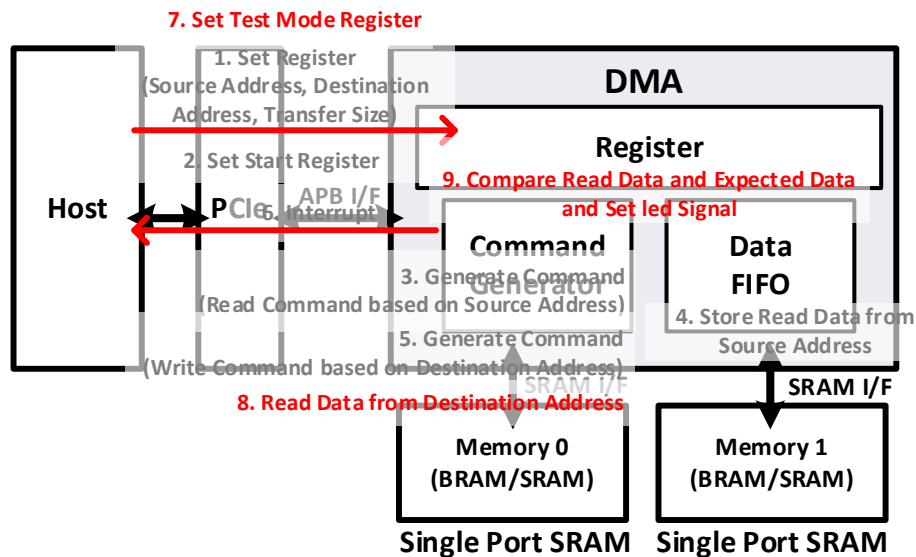 7. Set Test Mode Register
1. Set Register
(Source Address, Destination
Address, Transfer Size)
DMA
Register
2. Set Start Register
9. Compare Read Data and Expected Data
and Set led Signal
Host
PCIe
APB I/F
6. Interrupt
Command
Generator
Data
FIFO
3. Generate Command
(Read Command based on Source Address)
4. Store Read Data from
Source Address
5. Generate Command
(Write Command based on Destination Address)
SRAM I/F
SRAM I/F
8. Read Data from Destination Address
Memory 0
(BRAM/SRAM)
Memory 1
(BRAM/SRAM)
Single Port SRAM
Single Port SRAM